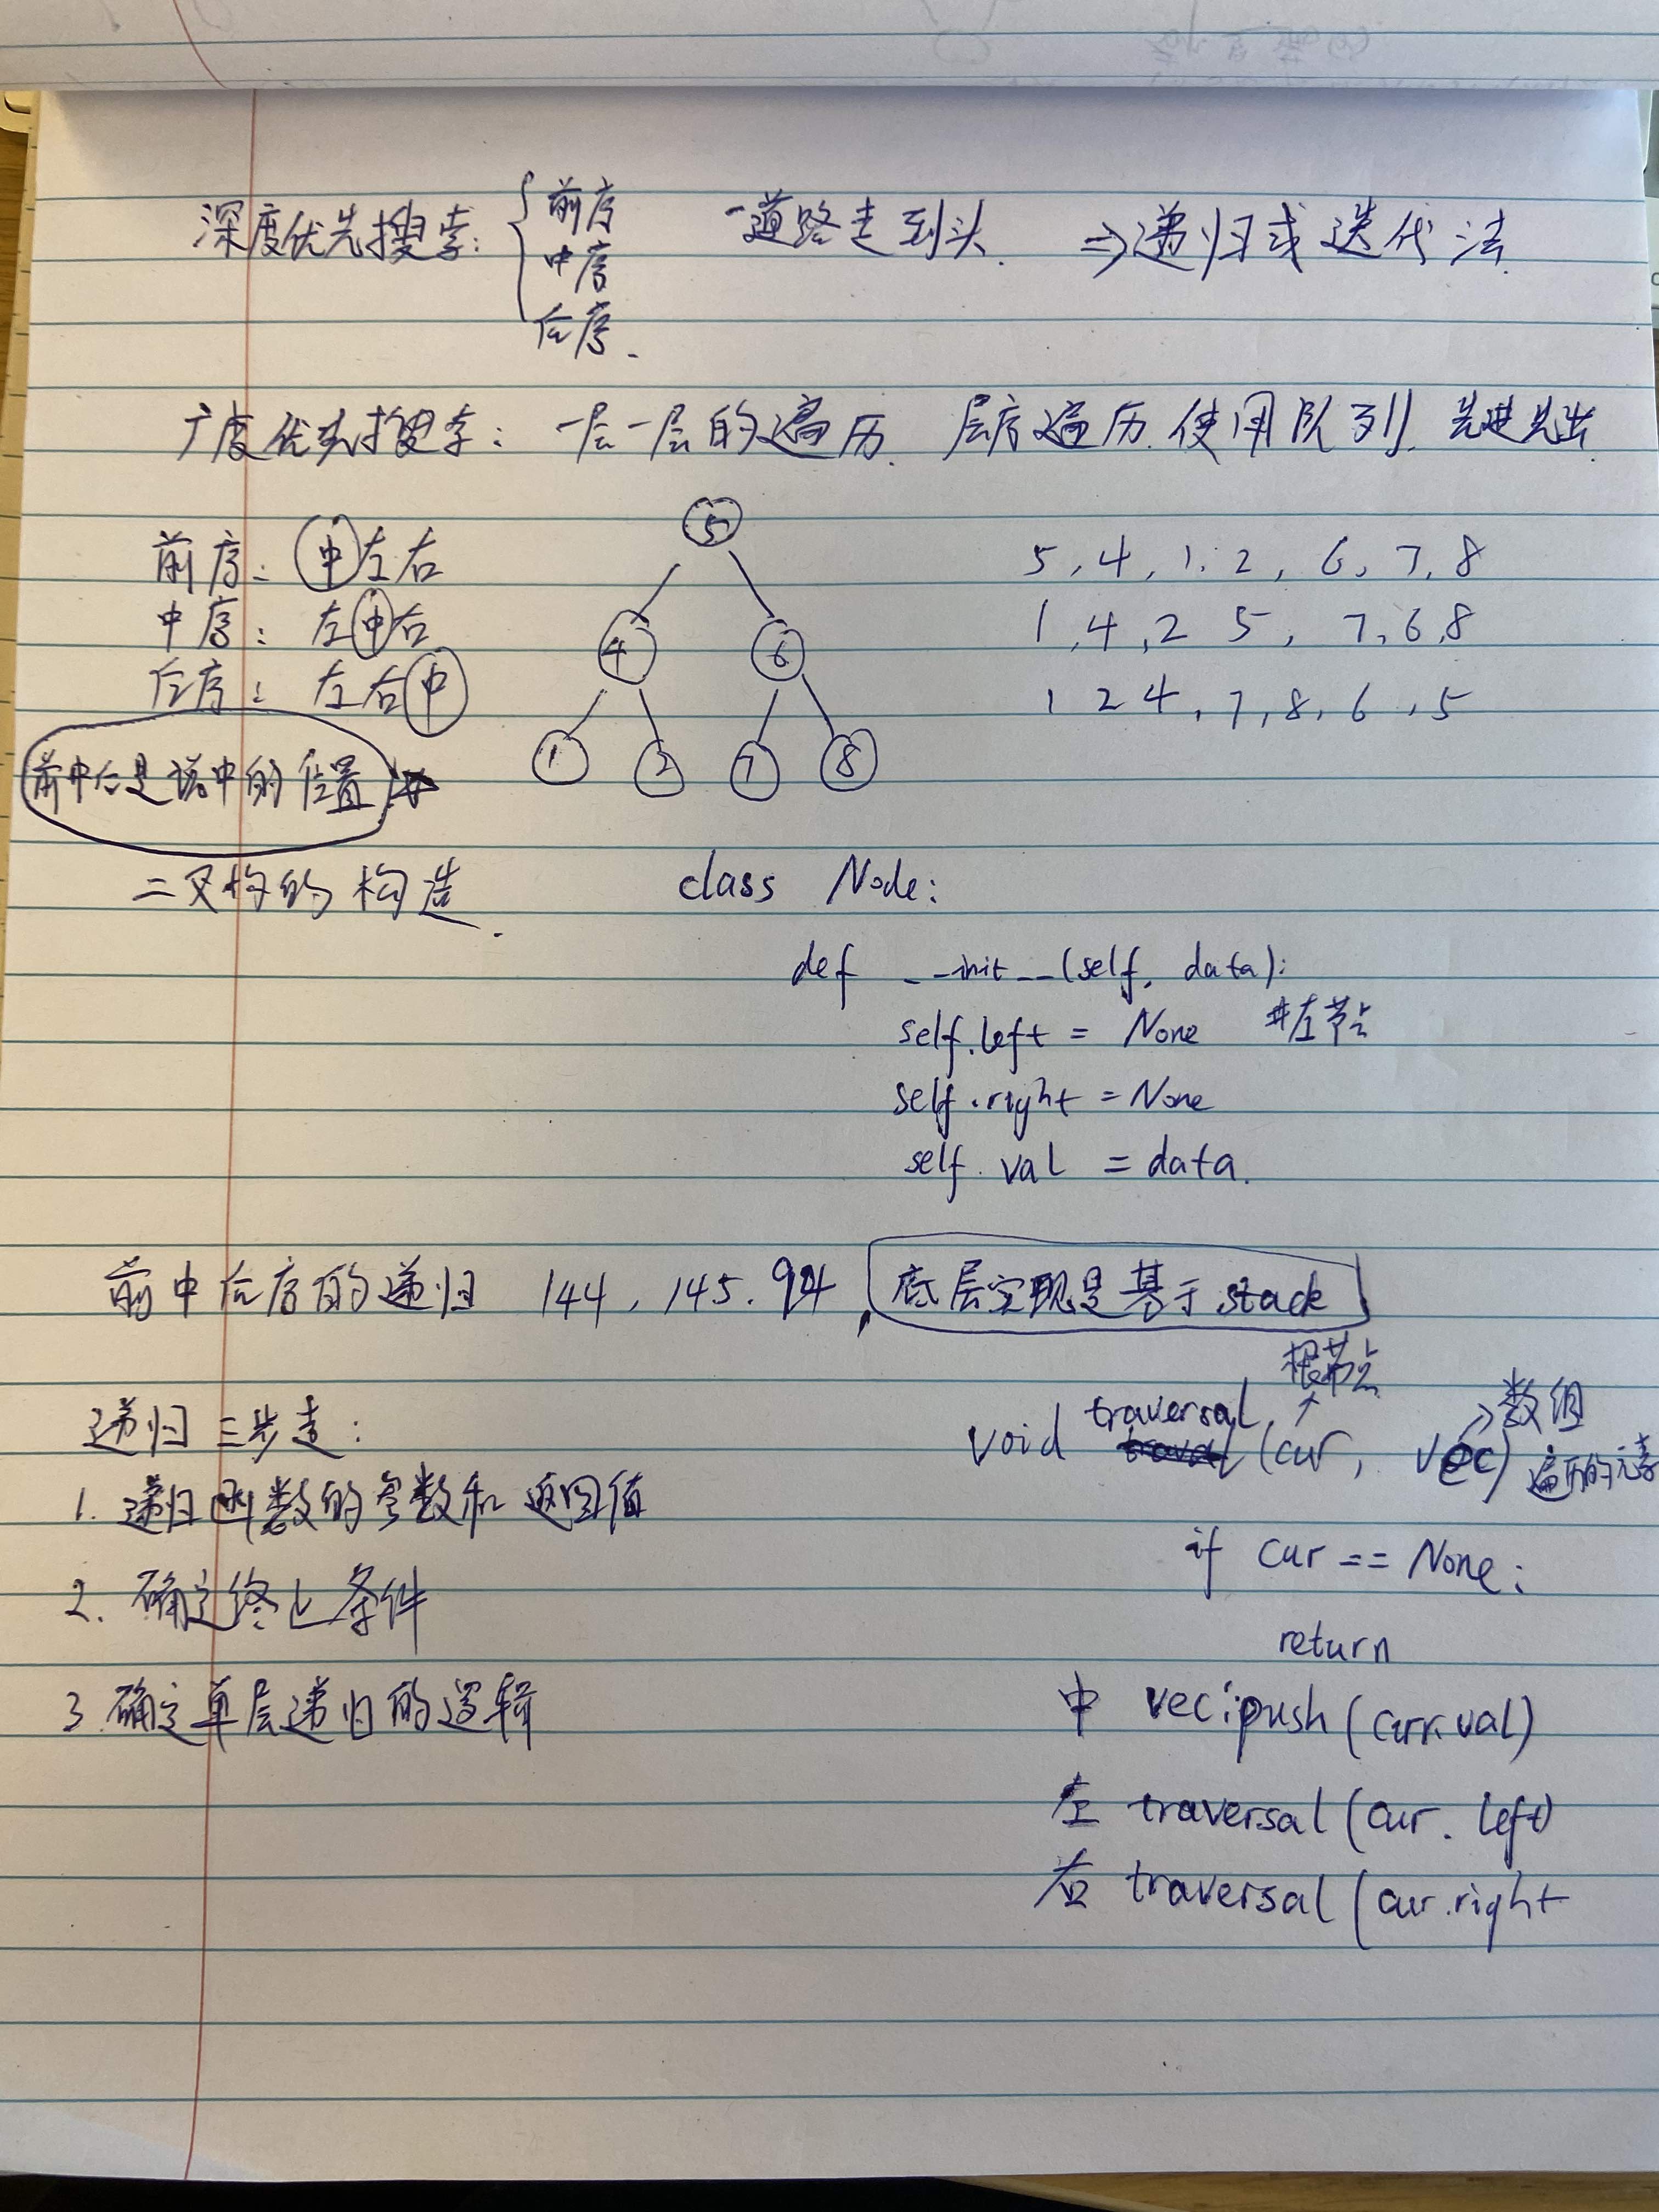 深度优先搜索: 前序 一道路走到头. ⇒递归或迭代法.
中序
后序.
广度优先搜索: 一层一层的遍历. 层序遍历. 使用队列. 先进先出.
前序: 中左右
中序: 左中右
后序: 左右中
前中后是说中的位置
5
4 6
1 2 7 8
5, 4, 1, 2, 6, 7, 8
1, 4, 2 5, 7, 6, 8
1 2 4, 7, 8, 6, 5
二叉树的构造.
class Node:
def __init__(self, data):
self.left = None #左节点
self.right = None
self.val = data.
前中后序的递归 144, 145. 94, 底层实现是基于stack
递归三步走:
1. 递归函数的参数和返回值
2. 确定终止条件
3. 确定单层递归的逻辑
根节点
void traversal (cur, vec) →数组
遍历的元素
if cur == None:
return
中 vec.push(curr.val)
左 traversal(cur.left)
右 traversal(cur.right